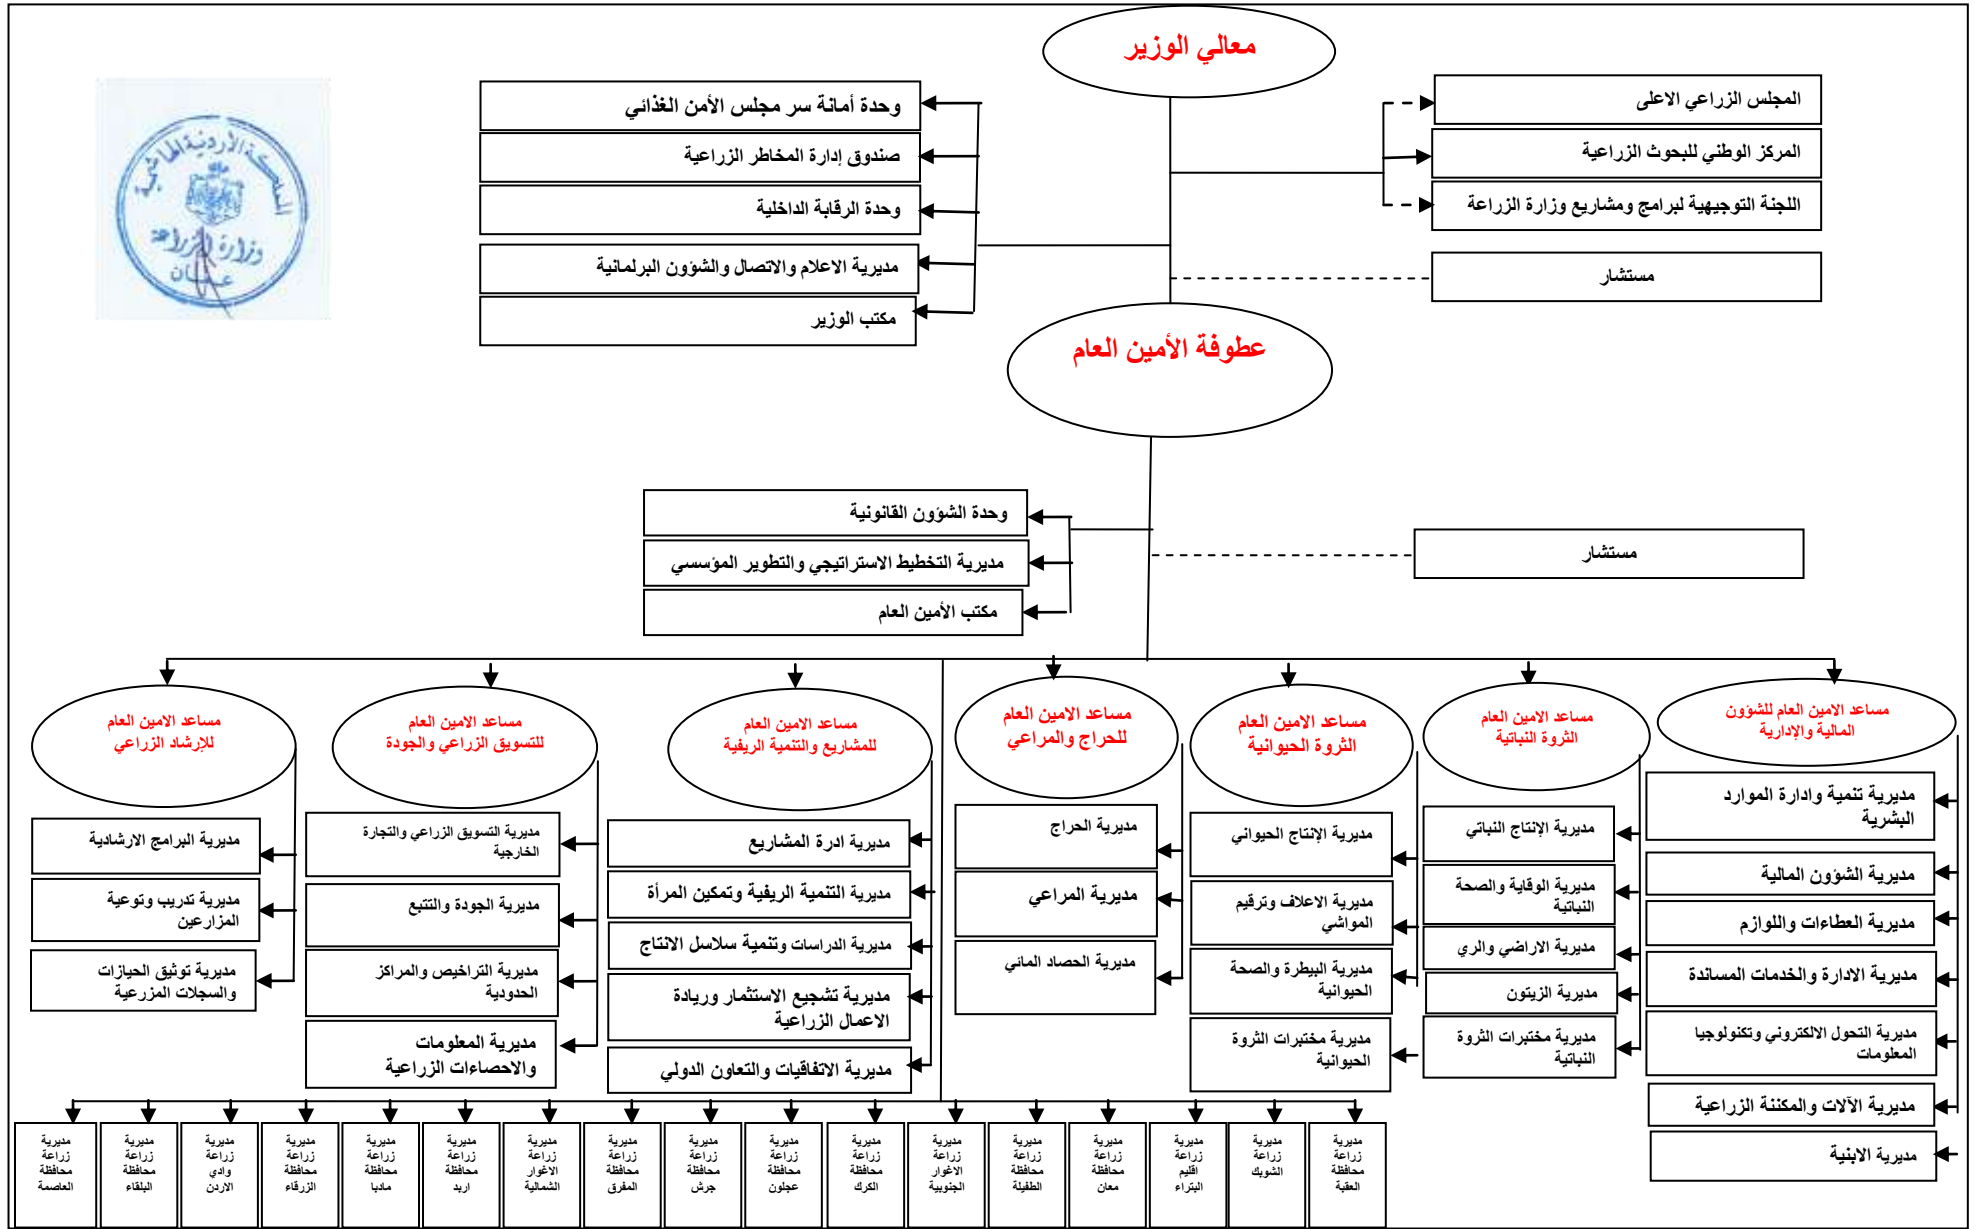 معالي الوزير
المجلس الزراعي الاعلى
المركز الوطني للبحوث الزراعية
اللجنة التوجيهية لبرامج ومشاريع وزارة الزراعة
مستشار
وحدة أمانة سر مجلس الأمن الغذائي
صندوق إدارة المخاطر الزراعية
وحدة الرقابة الداخلية
مديرية الاعلام والاتصال والشؤون البرلمانية
مكتب الوزير
المملكة الأردنية الهاشمية
وزارة الزراعة
عمان
عطوفة الأمين العام
مستشار
وحدة الشؤون القانونية
مديرية التخطيط الاستراتيجي والتطوير المؤسسي
مكتب الأمين العام
مساعد الامين العام للشؤون
المالية والإدارية
مديرية تنمية وادارة الموارد
البشرية
مديرية الشؤون المالية
مديرية العطاءات واللوازم
مديرية الادارة والخدمات المساندة
مديرية التحول الالكتروني وتكنولوجيا
المعلومات
مديرية الآلات والمكننة الزراعية
مديرية الابنية
مساعد الامين العام
الثروة النباتية
مديرية الإنتاج النباتي
مديرية الوقاية والصحة
النباتية
مديرية الاراضي والري
مديرية الزيتون
مديرية مختبرات الثروة
النباتية
مساعد الامين العام
الثروة الحيوانية
مديرية الإنتاج الحيواني
مديرية الاعلاف وترقيم
المواشي
مديرية البيطرة والصحة
الحيوانية
مديرية مختبرات الثروة
الحيوانية
مساعد الامين العام
للحراج والمراعي
مديرية الحراج
مديرية المراعي
مديرية الحصاد المائي
مساعد الامين العام
للمشاريع والتنمية الريفية
مديرية ادرة المشاريع
مديرية التنمية الريفية وتمكين المرأة
مديرية الدراسات وتنمية سلاسل الانتاج
مديرية تشجيع الاستثمار وريادة
الاعمال الزراعية
مديرية الاتفاقيات والتعاون الدولي
مساعد الامين العام
للتسويق الزراعي والجودة
مديرية التسويق الزراعي والتجارة
الخارجية
مديرية الجودة والتتبع
مديرية التراخيص والمراكز
الحدودية
مديرية المعلومات
والاحصاءات الزراعية
مساعد الامين العام
للإرشاد الزراعي
مديرية البرامج الارشادية
مديرية تدريب وتوعية
المزارعين
مديرية توثيق الحيازات
والسجلات المزرعية
مديرية
زراعة
محافظة
العقبة
مديرية
زراعة
الشوبك
مديرية
زراعة
اقليم
البتراء
مديرية
زراعة
محافظة
معان
مديرية
زراعة
محافظة
الطفيلة
مديرية
زراعة
الاغوار
الجنوبية
مديرية
زراعة
محافظة
الكرك
مديرية
زراعة
محافظة
عجلون
مديرية
زراعة
محافظة
جرش
مديرية
زراعة
محافظة
المفرق
مديرية
زراعة
الاغوار
الشمالية
مديرية
زراعة
محافظة
اربد
مديرية
زراعة
محافظة
مادبا
مديرية
زراعة
محافظة
الزرقاء
مديرية
زراعة
وادي
الاردن
مديرية
زراعة
محافظة
البلقاء
مديرية
زراعة
محافظة
العاصمة